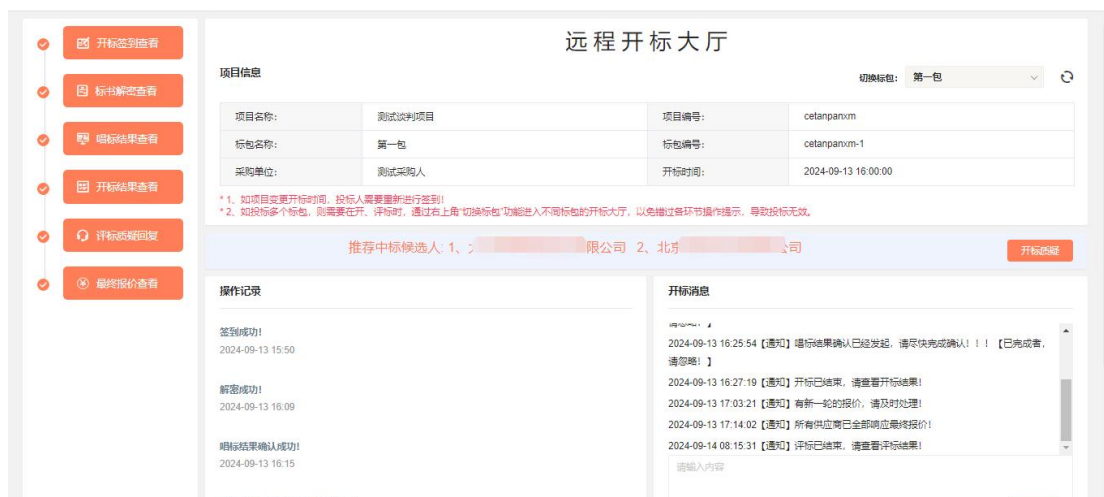 开标签到查看
标书解密查看
唱标结果查看
开标结果查看
评标质疑回复
最终报价查看
远程开标大厅
项目信息
切换标包: 第一包
项目名称: 测试谈判项目 项目编号: cetanpanxm
标包名称: 第一包 标包编号: cetanpanxm-1
采购单位: 测试采购人 开标时间: 2024-09-13 16:00:00
* 1、如项目变更开标时间，投标人需要重新进行签到!
* 2、如投标多个标包，则需要在开、评标时，通过右上角“切换标包”功能进入不同标包的开标大厅，以免错过各环节操作提示，导致投标无效。
推荐中标候选人: 1、 限公司 2、北京 公司
开标质疑
操作记录
签到成功!
2024-09-13 15:50
解密成功!
2024-09-13 16:09
唱标结果确认成功!
2024-09-13 16:15
开标消息
请忽略! 】
2024-09-13 16:25:54【通知】唱标结果确认已经发起，请尽快完成确认!!! 【已完成者，
请忽略! 】
2024-09-13 16:27:19【通知】开标已结束，请查看开标结果!
2024-09-13 17:03:21【通知】有新一轮的报价，请及时处理!
2024-09-13 17:14:02【通知】所有供应商已全部响应最终报价!
2024-09-14 08:15:31【通知】评标已结束，请查看评标结果!
请输入内容